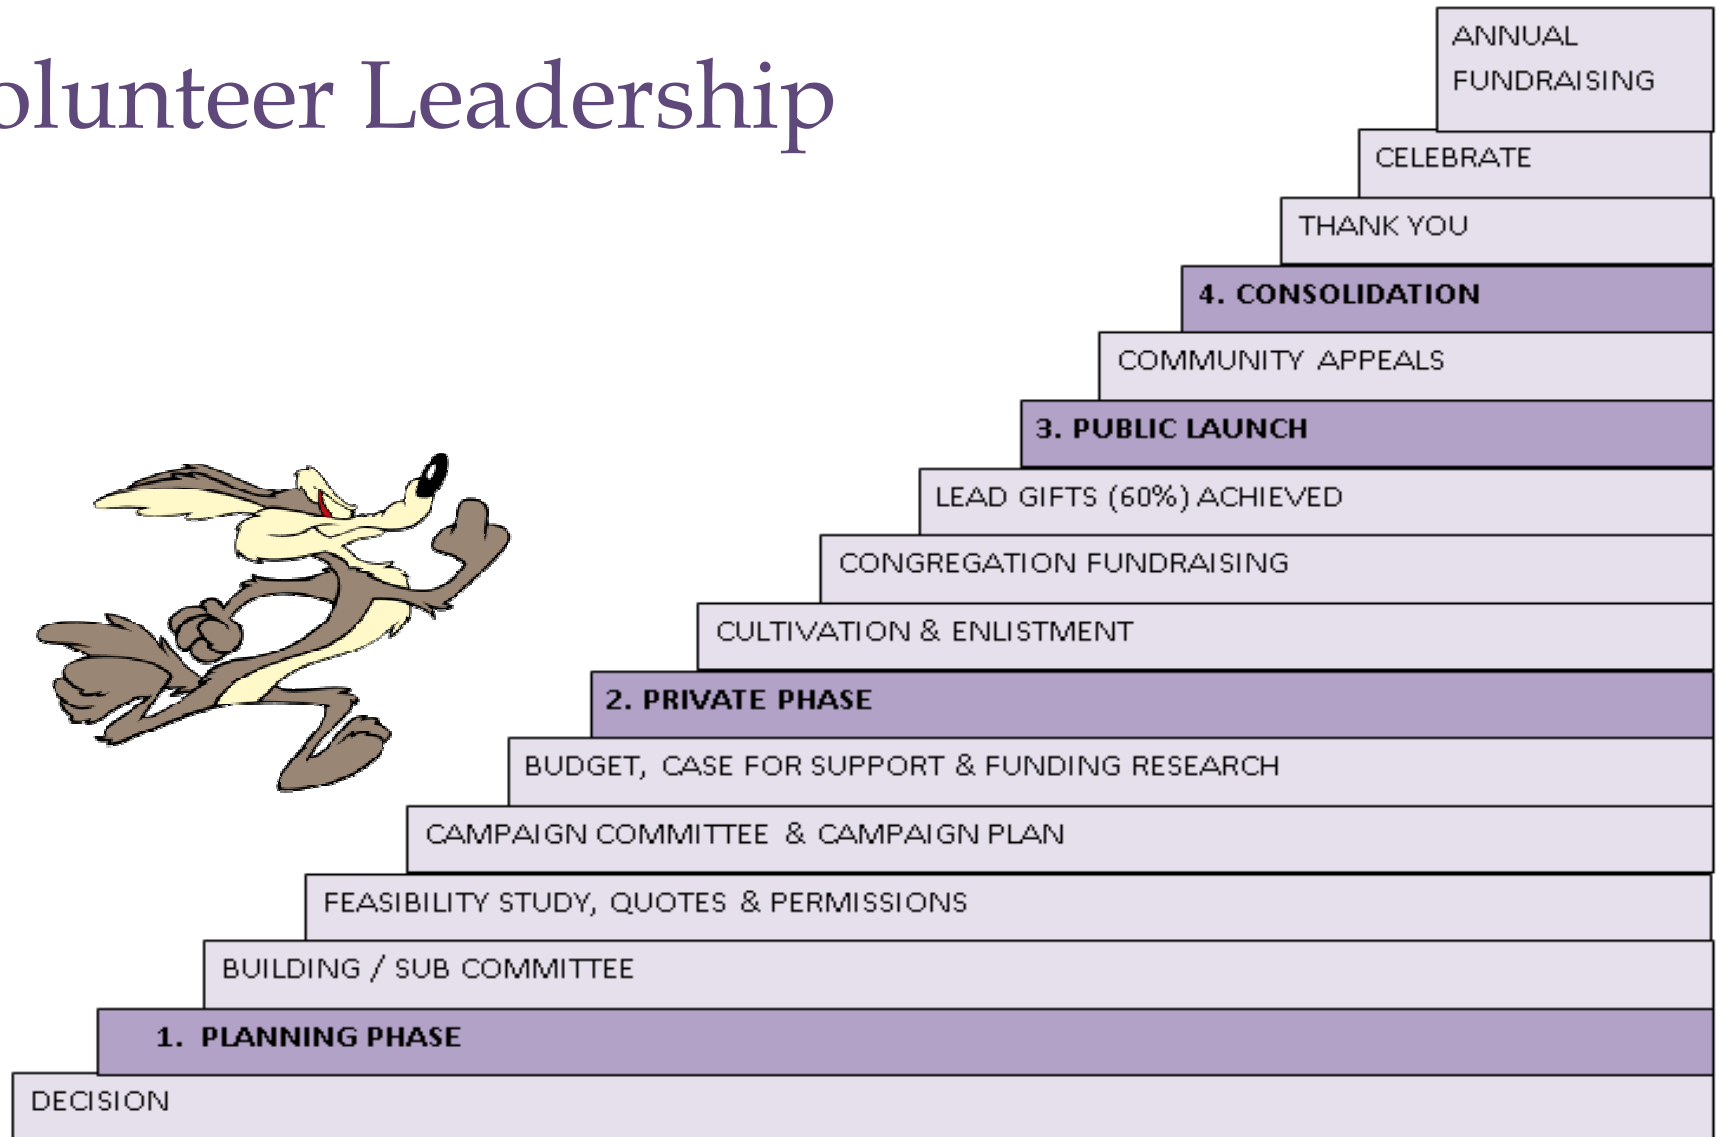 olunteer Leadership
ANNUAL
FUNDRAISING
CELEBRATE
THANK YOU
4. CONSOLIDATION
COMMUNITY APPEALS
3. PUBLIC LAUNCH
LEAD GIFTS (60%) ACHIEVED
CONGREGATION FUNDRAISING
CULTIVATION & ENLISTMENT
2. PRIVATE PHASE
BUDGET, CASE FOR SUPPORT & FUNDING RESEARCH
CAMPAIGN COMMITTEE & CAMPAIGN PLAN
FEASIBILITY STUDY, QUOTES & PERMISSIONS
BUILDING / SUB COMMITTEE
1. PLANNING PHASE
DECISION